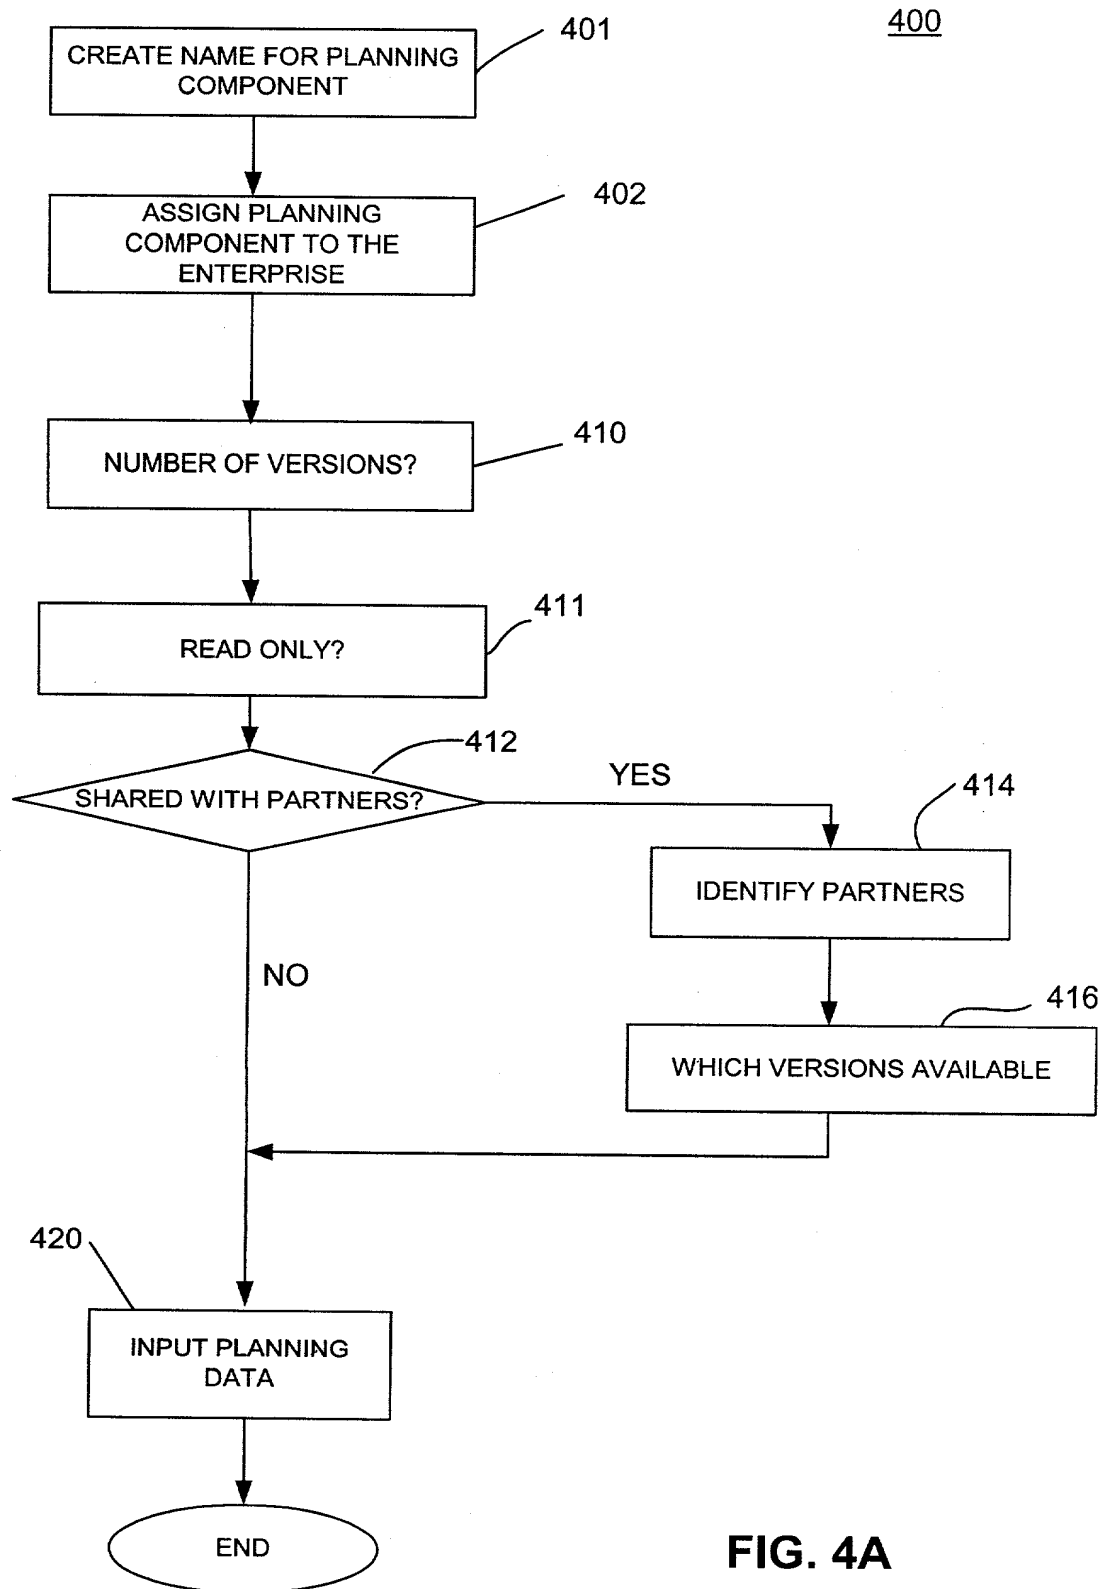 400
401
CREATE NAME FOR PLANNING
COMPONENT
402
ASSIGN PLANNING
COMPONENT TO THE
ENTERPRISE
410
NUMBER OF VERSIONS?
411
READ ONLY?
412
SHARED WITH PARTNERS?
YES
414
IDENTIFY PARTNERS
NO
416
WHICH VERSIONS AVAILABLE
420
INPUT PLANNING
DATA
END
FIG. 4A